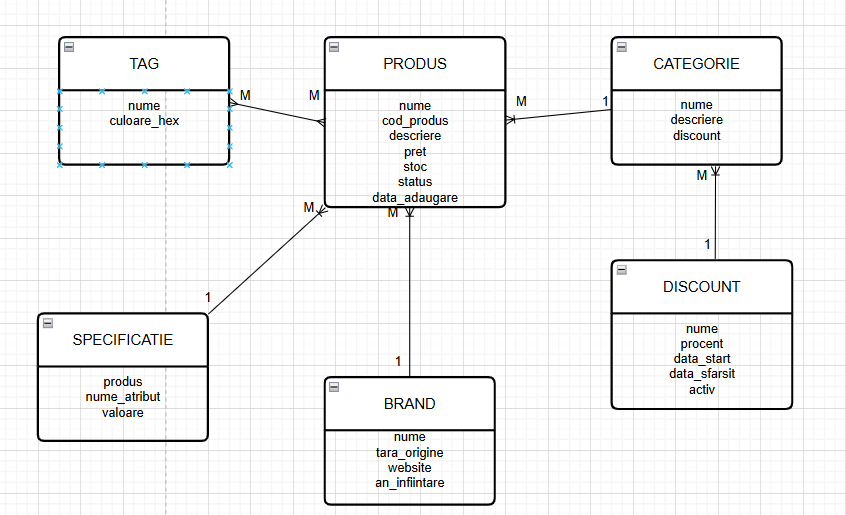 TAG
nume
culoare_hex
M
M
PRODUS
nume
cod_produs
descriere
pret
stoc
status
data_adaugare
M
1
CATEGORIE
nume
descriere
discount
M
1
DISCOUNT
nume
procent
data_start
data_sfarsit
activ
M
1
SPECIFICATIE
produs
nume_atribut
valoare
M
1
BRAND
nume
tara_origine
website
an_infiintare